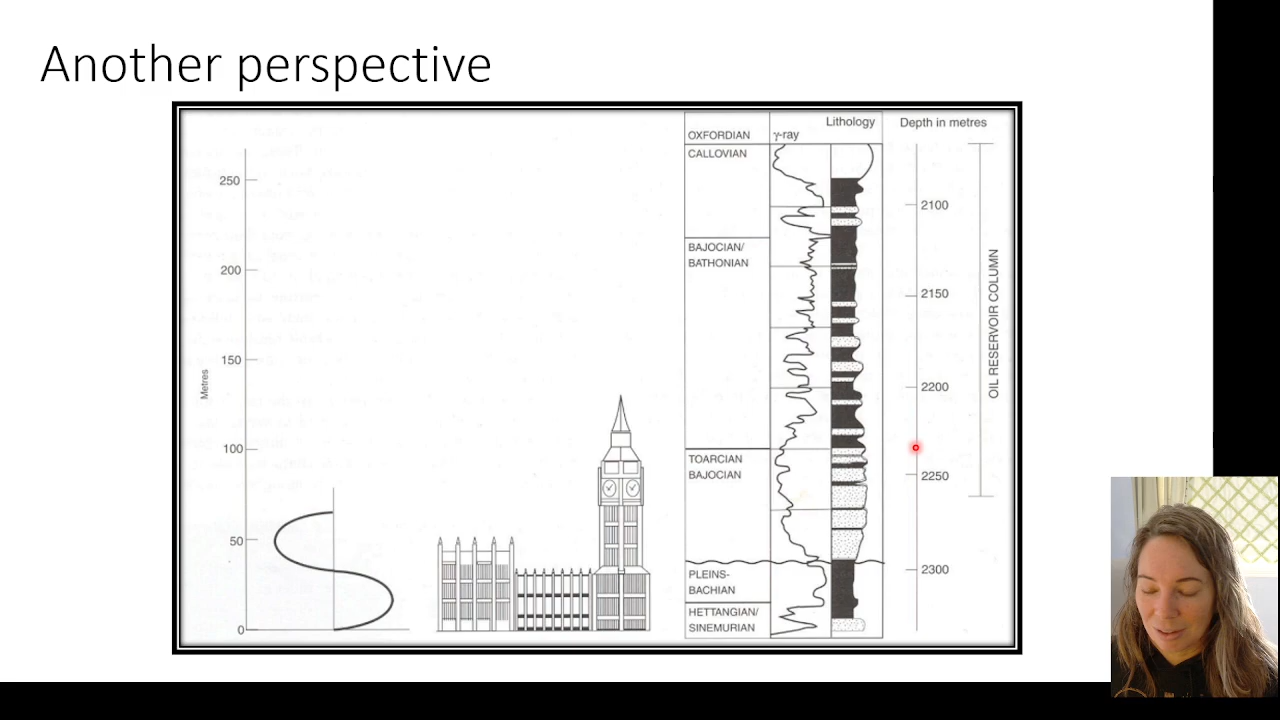 Another perspective
Metres
250
200
150
100
50
0
OXFORDIAN
γ-ray
Lithology
Depth in metres
CALLOVIAN
BAJOCIAN/
BATHONIAN
TOARCIAN
BAJOCIAN
PLEINS-
BACHIAN
HETTANGIAN/
SINEMURIAN
2100
2150
2200
2250
2300
OIL RESERVOIR COLUMN